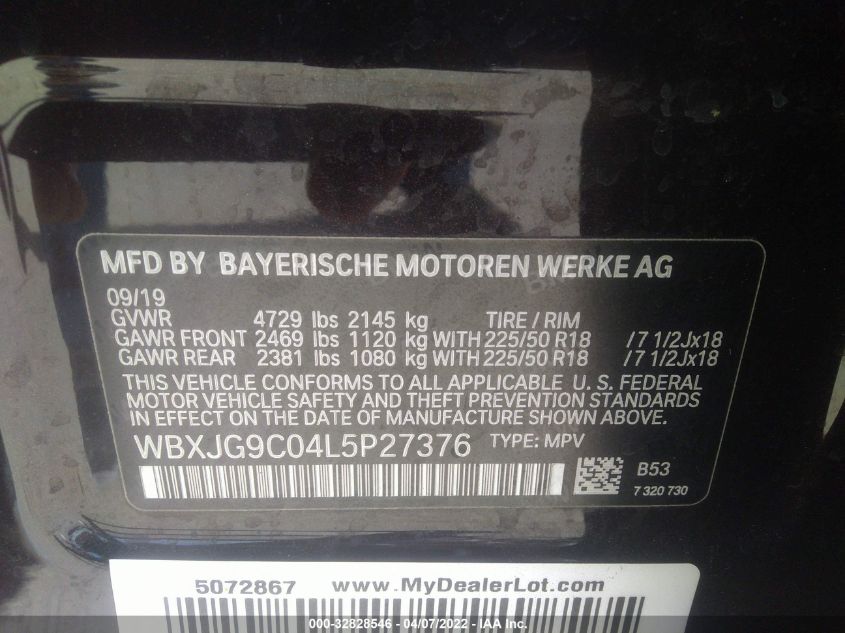 MFD BY BAYERISCHE MOTOREN WERKE AG
09/19
GVWR 4729 lbs 2145 kg TIRE / RIM
GAWR FRONT 2469 lbs 1120 kg WITH 225/50 R18 / 7 1/2Jx18
GAWR REAR 2381 lbs 1080 kg WITH 225/50 R18 / 7 1/2Jx18
THIS VEHICLE CONFORMS TO ALL APPLICABLE U. S. FEDERAL
MOTOR VEHICLE SAFETY AND THEFT PREVENTION STANDARDS
IN EFFECT ON THE DATE OF MANUFACTURE SHOWN ABOVE.
WBXJG9C04L5P27376 TYPE: MPV
B53
7 320 730
5072867 www.MyDealerLot.com
000-32828546 - 04/07/2022 - IAA Inc.